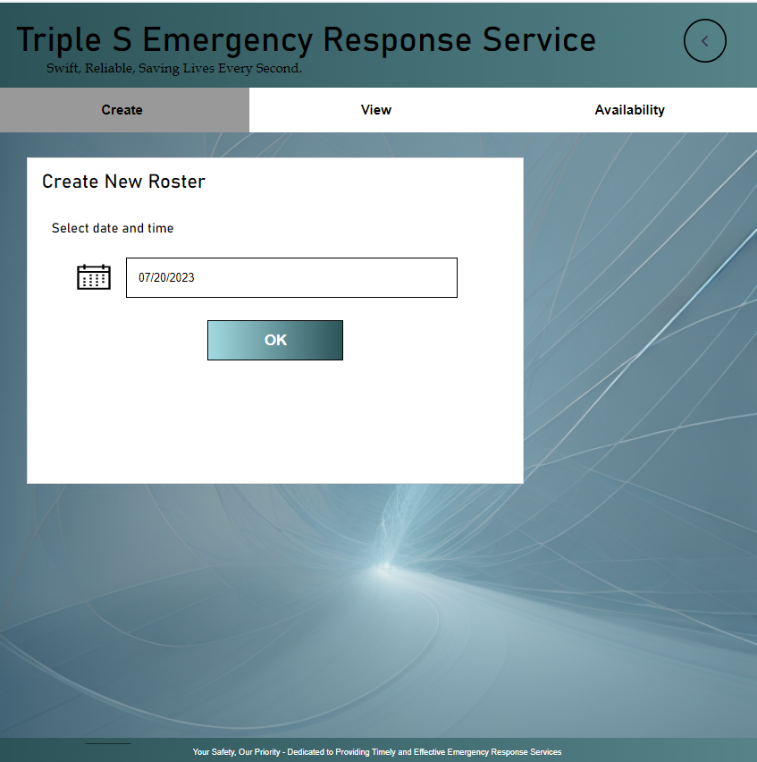 Triple S Emergency Response Service
Swift, Reliable, Saving Lives Every Second.
Create
View
Availability
Create New Roster
Select date and time
07/20/2023
OK
Your Safety, Our Priority - Dedicated to Providing Timely and Effective Emergency Response Services